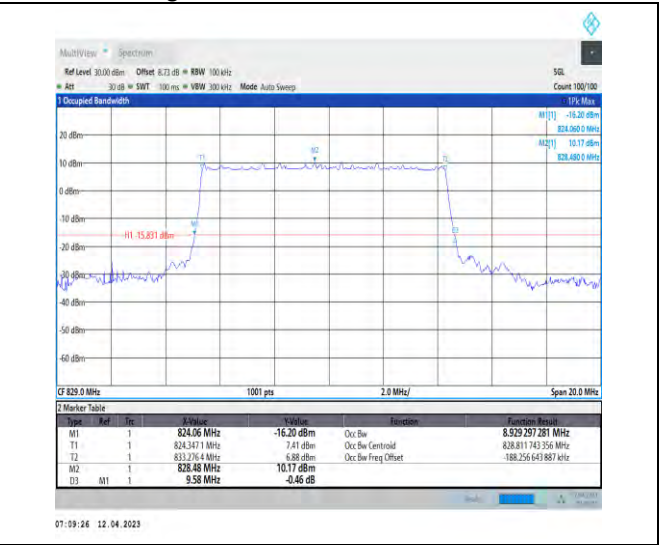 MultiView Spectrum
Ref Level 30.00 dBm Offset 8.73 dB RBW 100 kHz SGL
Att 30 dB SWT 100 ms VBW 300 kHz Mode Auto Sweep Count 100/100
1 Occupied Bandwidth 1Pk Max
M1[1] -16.20 dBm
824.060 0 MHz
M2[1] 10.17 dBm
828.480 0 MHz
20 dBm
10 dBm
0 dBm
-10 dBm
-20 dBm
-30 dBm
-40 dBm
-50 dBm
-60 dBm
T1
M2
M1
H1 -15.831 dBm
CF 829.0 MHz 1001 pts 2.0 MHz/ Span 20.0 MHz
2 Marker Table
Type Ref Trc X-Value Y-Value Function Function Result
M1 1 824.06 MHz -16.20 dBm Occ Bw 8.929 297 281 MHz
T1 1 824.347 1 MHz 7.41 dBm Occ Bw Centroid 828.811 743 356 MHz
T2 1 833.276 4 MHz 6.88 dBm Occ Bw Freq Offset -188.256 643 887 kHz
M2 1 828.48 MHz 10.17 dBm
D3 M1 1 9.58 MHz -0.46 dB
07:09:26 12.04.2023